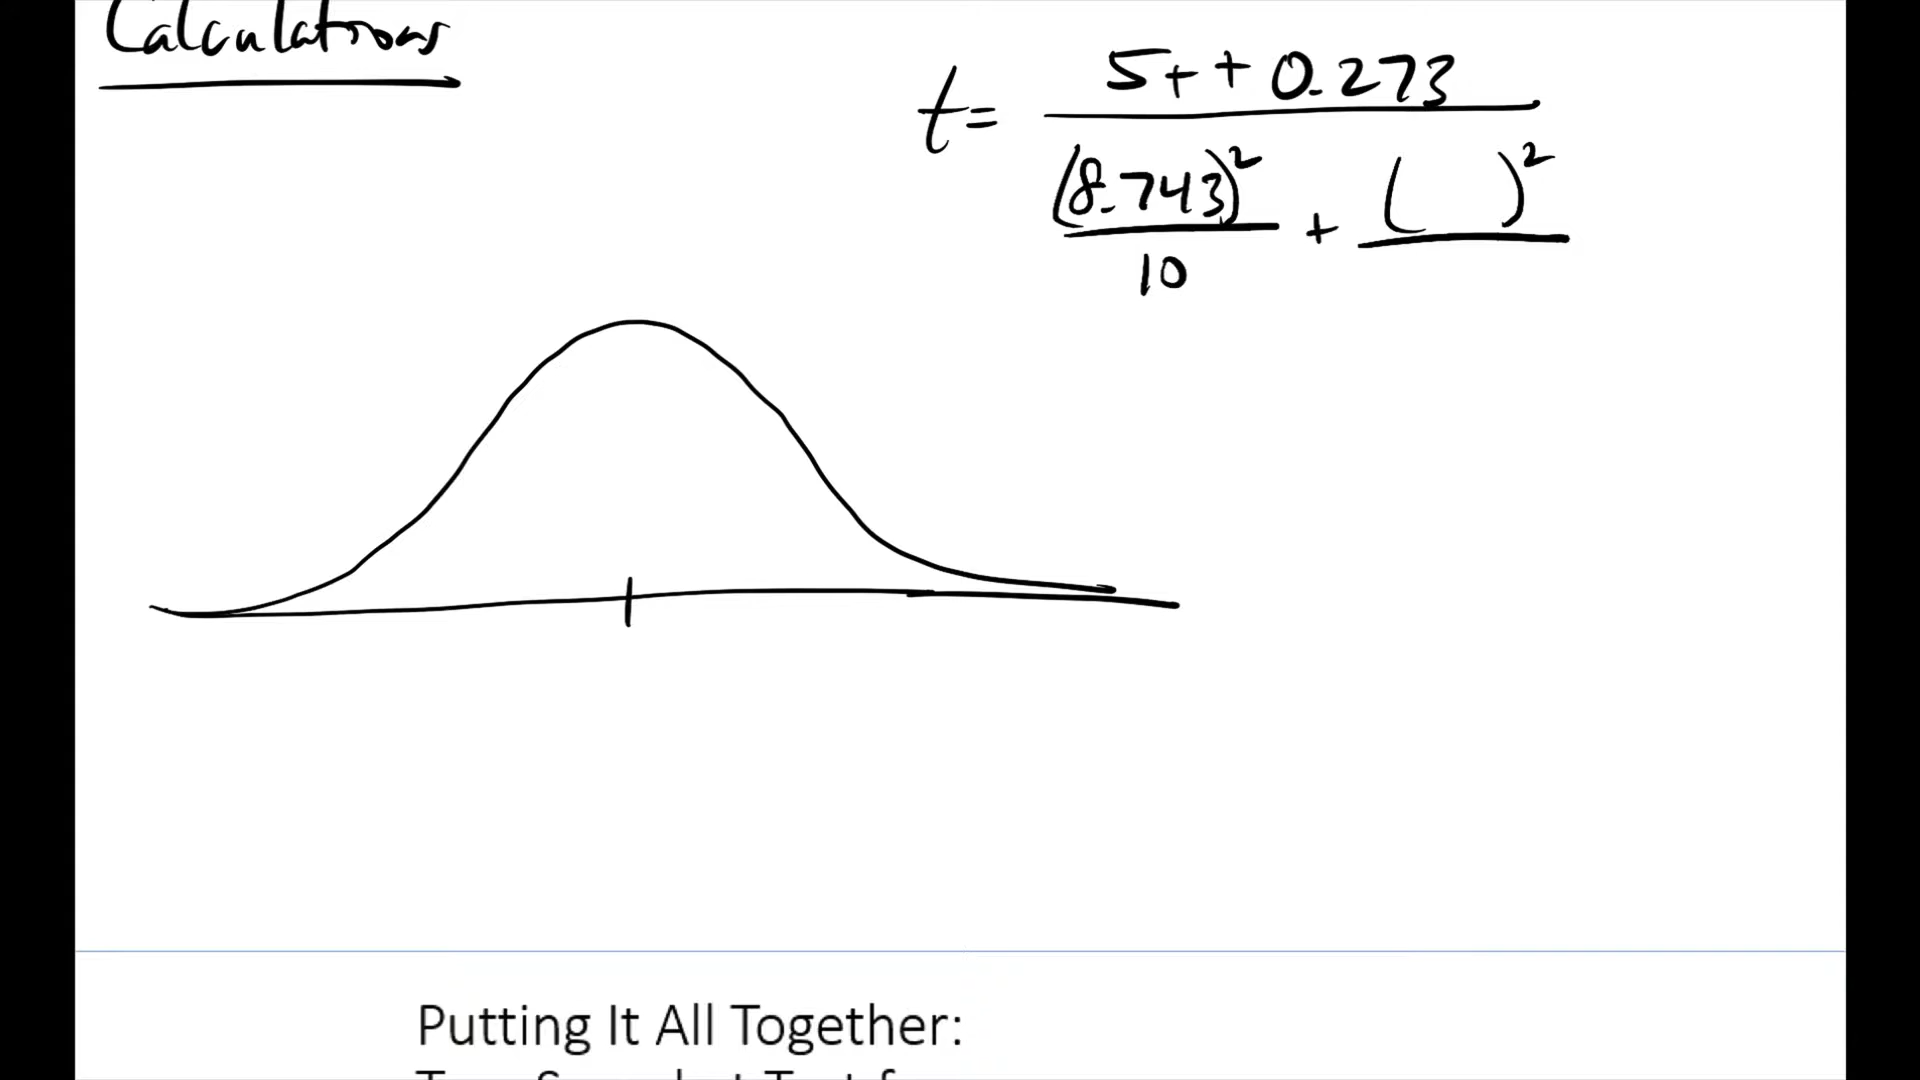 Calculations
t = 5+ + 0.273
(8.743)² + ( )²
10
Putting It All Together: